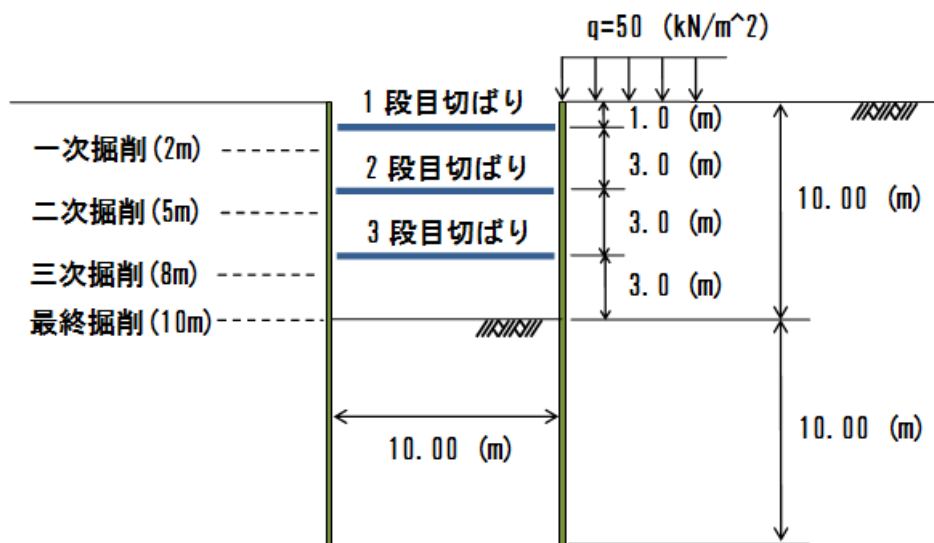 q=50 (kN/m^2)
1段目切ばり
1.0 (m)
一次掘削(2m)
2段目切ばり
3.0 (m)
二次掘削(5m)
10.00 (m)
3段目切ばり
3.0 (m)
三次掘削(8m)
3.0 (m)
最終掘削(10m)
10.00 (m)
10.00 (m)